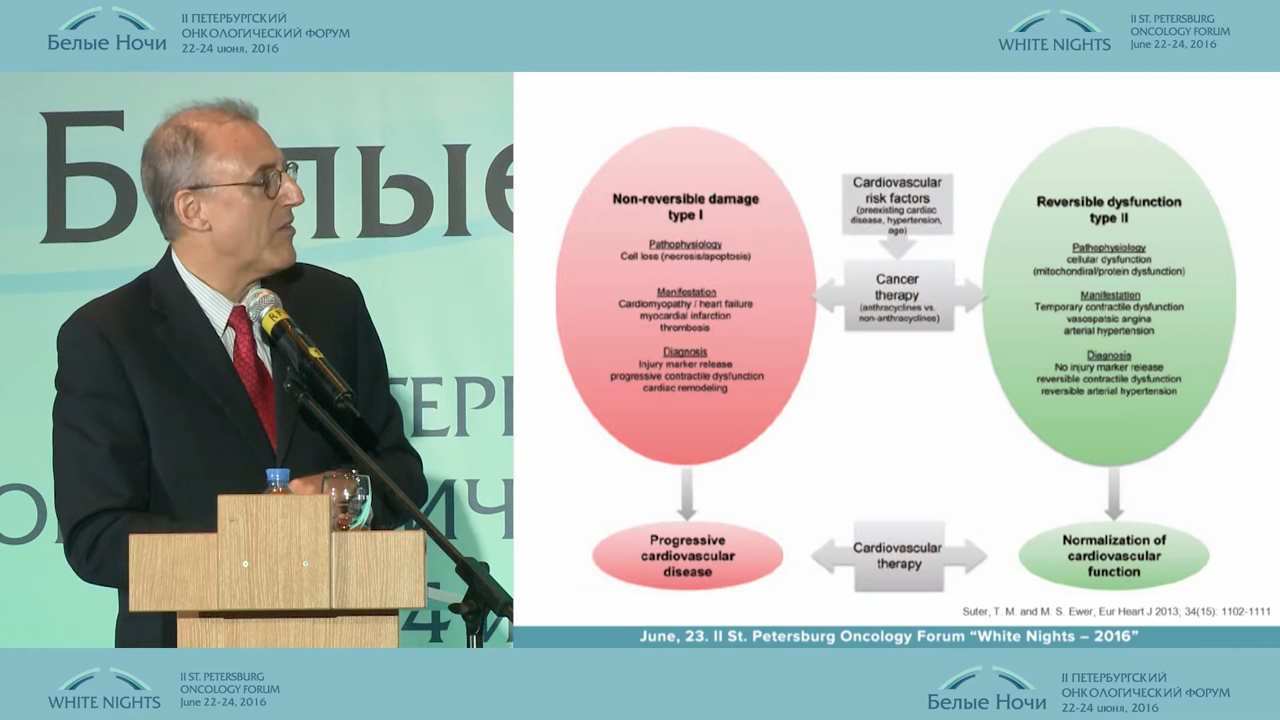 Белые Ночи
II ПЕТЕРБУРГСКИЙ
ОНКОЛОГИЧЕСКИЙ ФОРУМ
22-24 июня, 2016
WHITE NIGHTS
II ST. PETERSBURG
ONCOLOGY FORUM
June 22-24, 2016
Non-reversible damage
type I
Pathophysiology
Cell loss (necrosis/apoptosis)
Manifestation
Cardiomyopathy / heart failure
myocardial infarction
thrombosis
Diagnosis
Injury marker release
progressive contractile dysfunction
cardiac remodeling
Progressive
cardiovascular
disease
Cardiovascular
risk factors
(preexisting cardiac
disease, hypertension,
age)
Cancer
therapy
(anthracyclines vs.
non-anthracyclines)
Cardiovascular
therapy
Reversible dysfunction
type II
Pathophysiology
cellular dysfunction
(mitochondiral/protein dysfunction)
Manifestation
Temporary contractile dysfunction
vasospatsic angina
arterial hypertension
Diagnosis
No injury marker release
reversible contractile dysfunction
reversible arterial hypertension
Normalization of
cardiovascular
function
Suter, T. M. and M. S. Ewer, Eur Heart J 2013; 34(15): 1102-1111
June, 23. II St. Petersburg Oncology Forum “White Nights – 2016”
WHITE NIGHTS
II ST. PETERSBURG
ONCOLOGY FORUM
June 22-24, 2016
Белые Ночи
II ПЕТЕРБУРГСКИЙ
ОНКОЛОГИЧЕСКИЙ ФОРУМ
22-24 июня, 2016